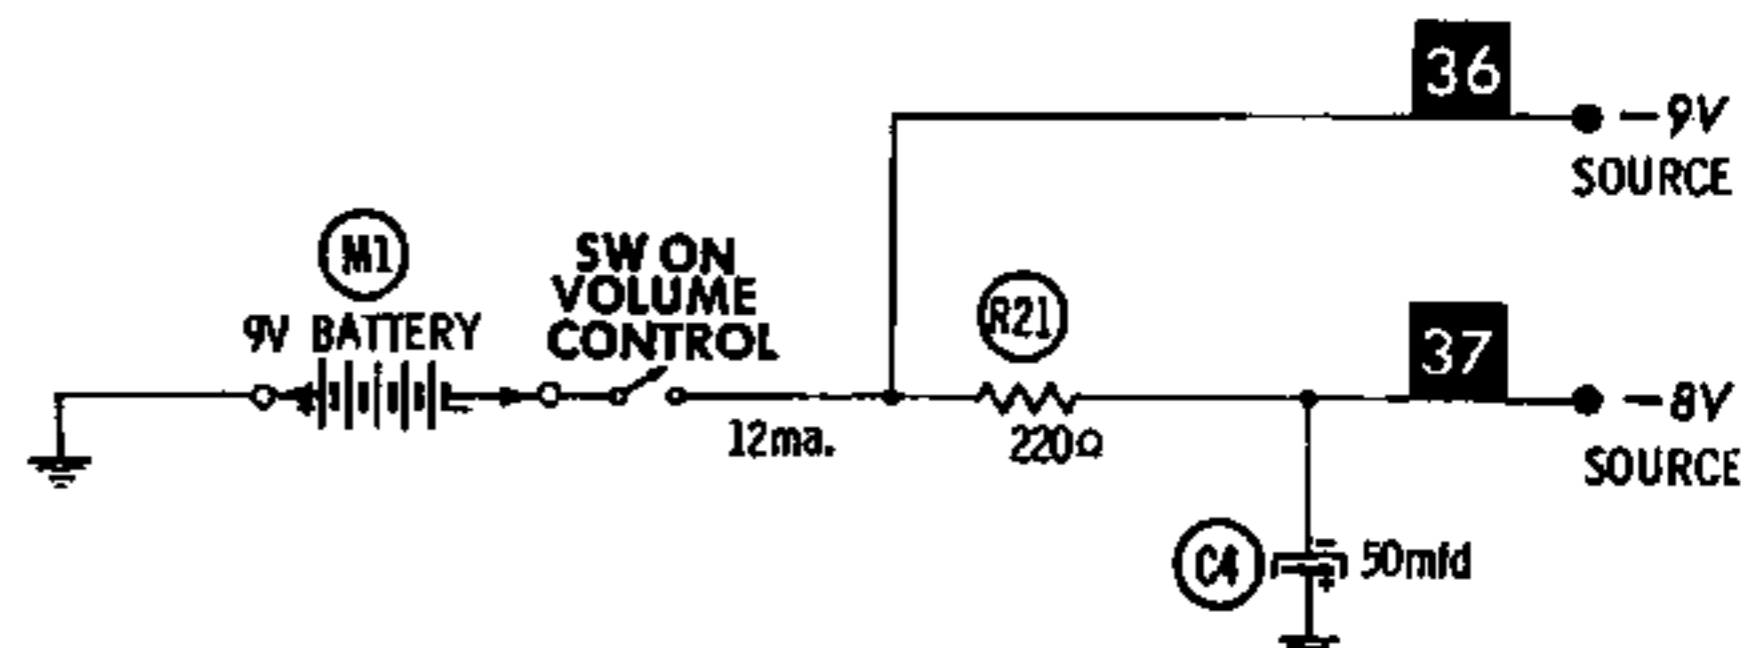 36
−9V
SOURCE
M1
9V BATTERY
SW ON
VOLUME
CONTROL
12ma.
R21
220Ω
37
−8V
SOURCE
C4
50mfd